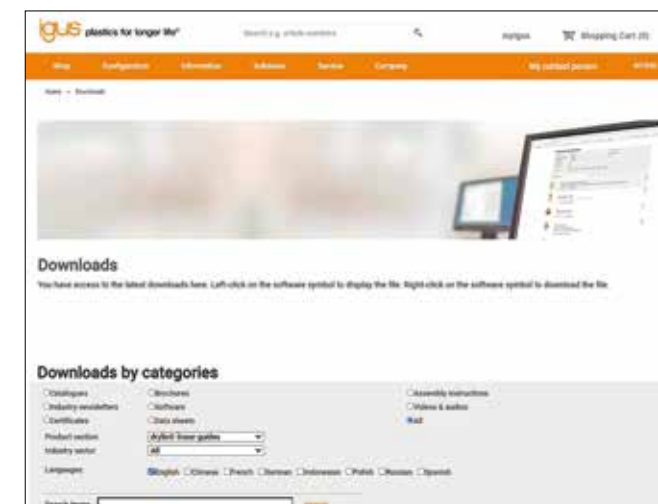 igus plastics for longer life®
Search e.g. article numbers
myigus Shopping Cart (0)
Shop Configurators Information Industries Service Company My contact person
Home > Downloads
Downloads
You have access to the latest downloads here. Left-click on the software symbol to display the file. Right-click on the software symbol to download the file.
Downloads by categories
Catalogues Brochures Assembly instructions
Industry newsletters Software Videos & audios
Certificates Data sheets All
Product section drylin® linear guides
Industry sector All
Languages English Chinese French German Indonesian Polish Russian Spanish
Search terms